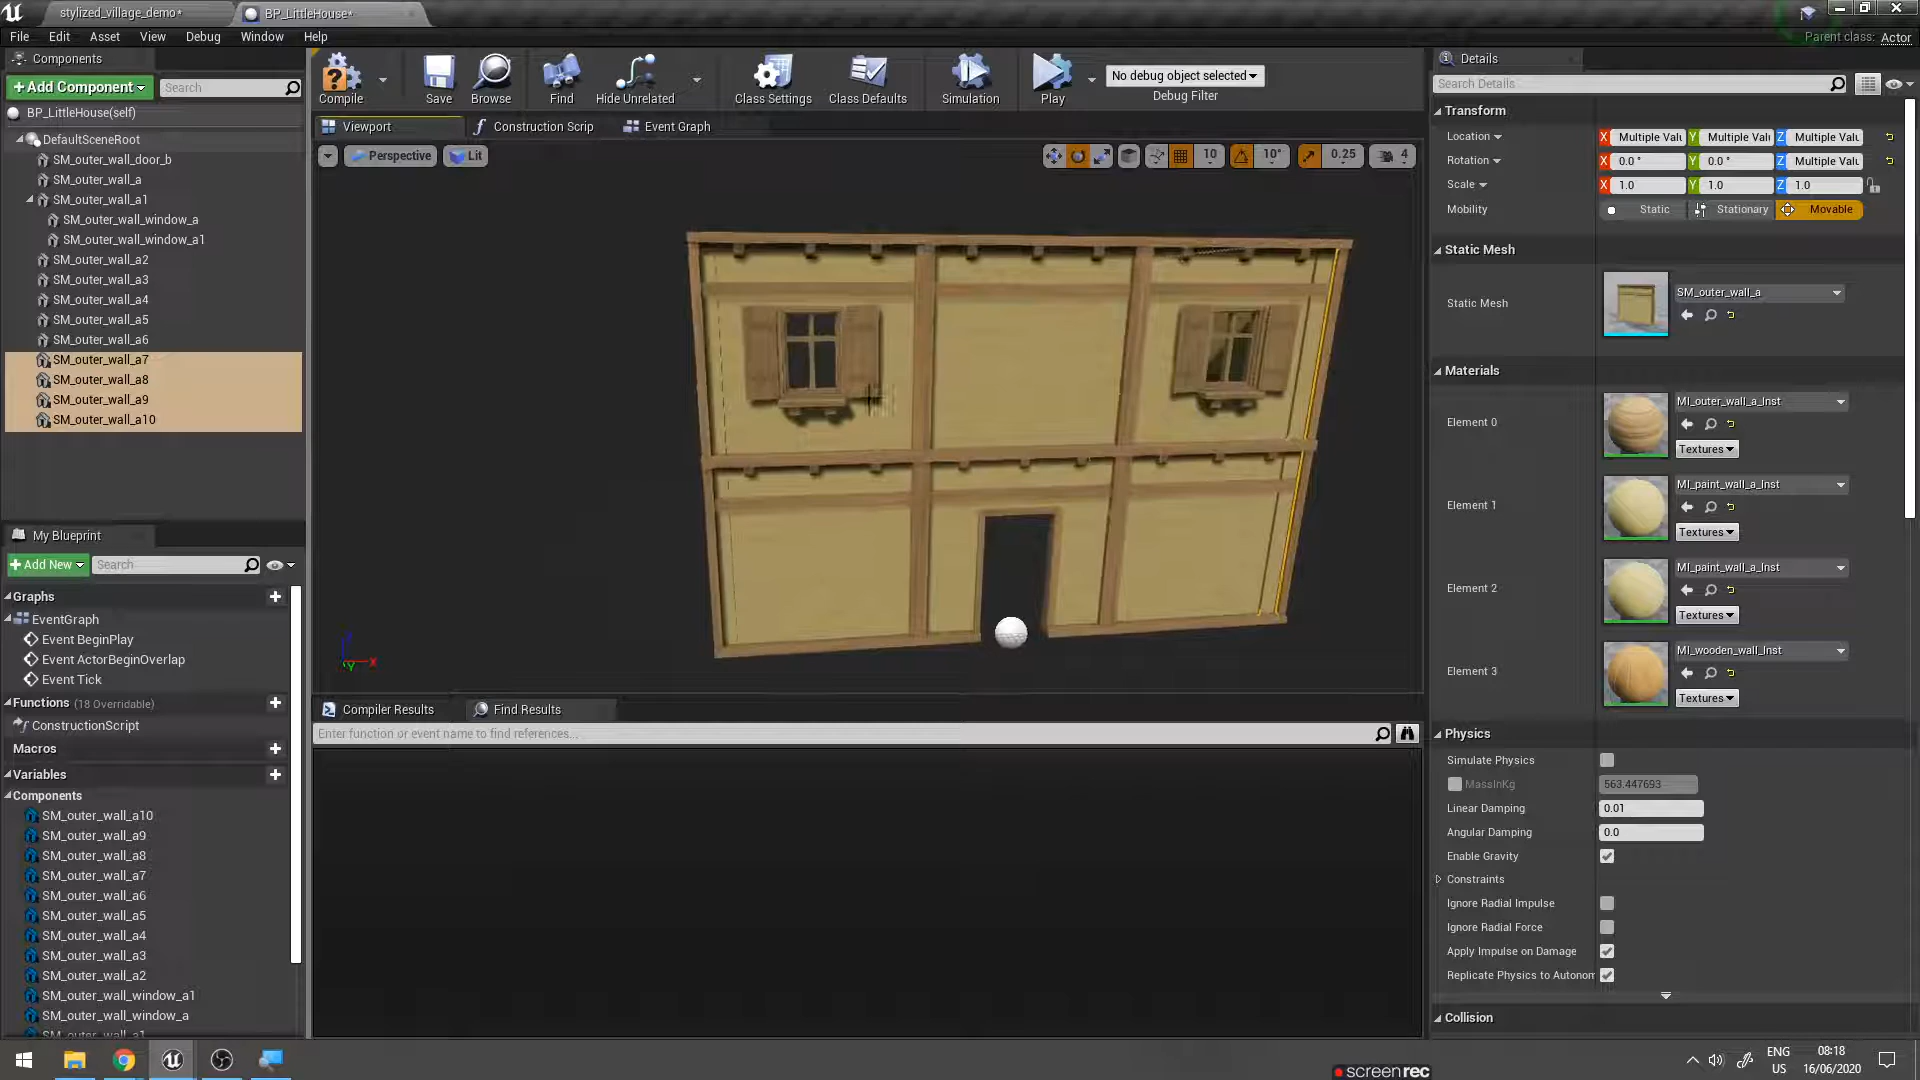 stylized_village_demo*
BP_LittleHouse*
File Edit Asset View Debug Window Help
Parent class: Actor
Components
+Add Component
Search
BP_LittleHouse(self)
DefaultSceneRoot
SM_outer_wall_door_b
SM_outer_wall_a
SM_outer_wall_a1
SM_outer_wall_window_a
SM_outer_wall_window_a1
SM_outer_wall_a2
SM_outer_wall_a3
SM_outer_wall_a4
SM_outer_wall_a5
SM_outer_wall_a6
SM_outer_wall_a7
SM_outer_wall_a8
SM_outer_wall_a9
SM_outer_wall_a10
My Blueprint
+Add New
Search
Graphs
EventGraph
Event BeginPlay
Event ActorBeginOverlap
Event Tick
Functions (18 Overridable)
ConstructionScript
Macros
Variables
Components
SM_outer_wall_a10
SM_outer_wall_a9
SM_outer_wall_a8
SM_outer_wall_a7
SM_outer_wall_a6
SM_outer_wall_a5
SM_outer_wall_a4
SM_outer_wall_a3
SM_outer_wall_a2
SM_outer_wall_window_a1
SM_outer_wall_window_a
SM_outer_wall_a1
Compile
Save
Browse
Find
Hide Unrelated
Class Settings
Class Defaults
Simulation
Play
No debug object selected
Debug Filter
Viewport
Construction Scrip
Event Graph
Perspective
Lit
10
10°
0.25
4
X
Y
Compiler Results
Find Results
Enter function or event name to find references...
Details
Search Details
Transform
Location X Multiple Valu Y Multiple Valu Z Multiple Valu
Rotation X 0.0 ° Y 0.0 ° Z Multiple Valu
Scale X 1.0 Y 1.0 Z 1.0
Mobility Static Stationary Movable
Static Mesh
Static Mesh
SM_outer_wall_a
Materials
Element 0
MI_outer_wall_a_Inst
Textures
Element 1
MI_paint_wall_a_Inst
Textures
Element 2
MI_paint_wall_a_Inst
Textures
Element 3
MI_wooden_wall_Inst
Textures
Physics
Simulate Physics
MassInKg 563.447693
Linear Damping 0.01
Angular Damping 0.0
Enable Gravity
Constraints
Ignore Radial Impulse
Ignore Radial Force
Apply Impulse on Damage
Replicate Physics to Autonom
Collision
ENG
US
08:18
16/06/2020
screenrec